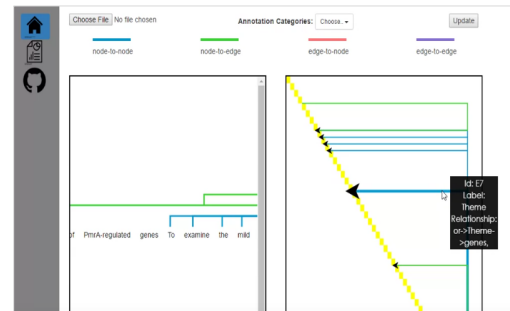 Choose File No file chosen
Annotation Categories: Choose..
Update
node-to-node
node-to-edge
edge-to-node
edge-to-edge
of PmrA-regulated genes To examine the mild
Id: E7
Label:
Theme
Relationship:
or->Theme-
>genes,